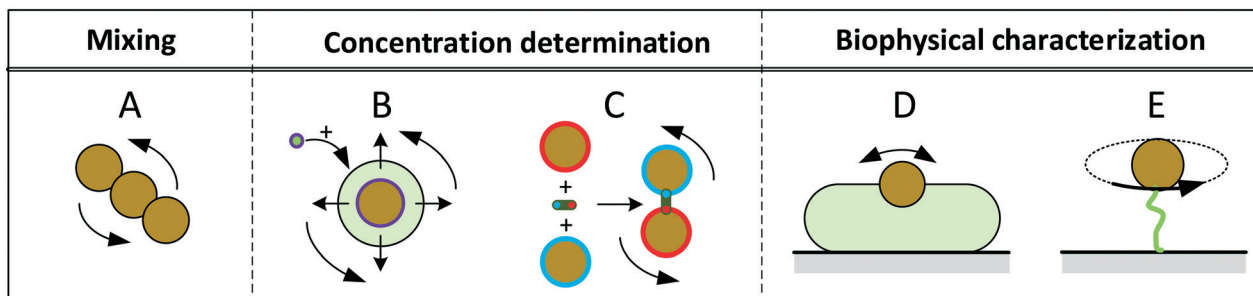 Mixing
Concentration determination
Biophysical characterization
A
B
C
D
E
+
+
+